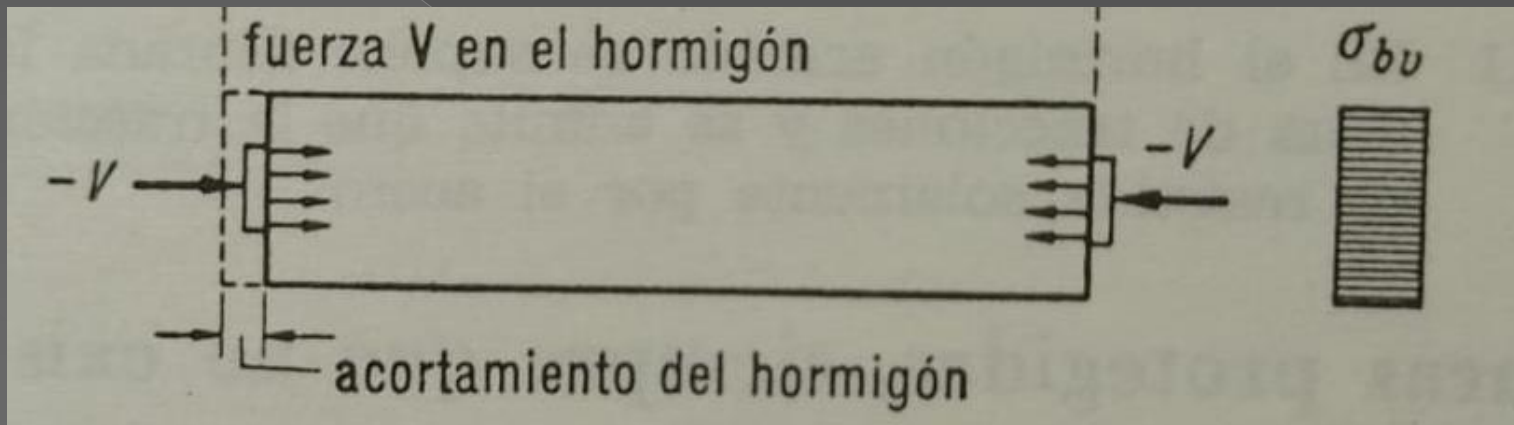 fuerza V en el hormigón
σbv
-V
-V
acortamiento del hormigón